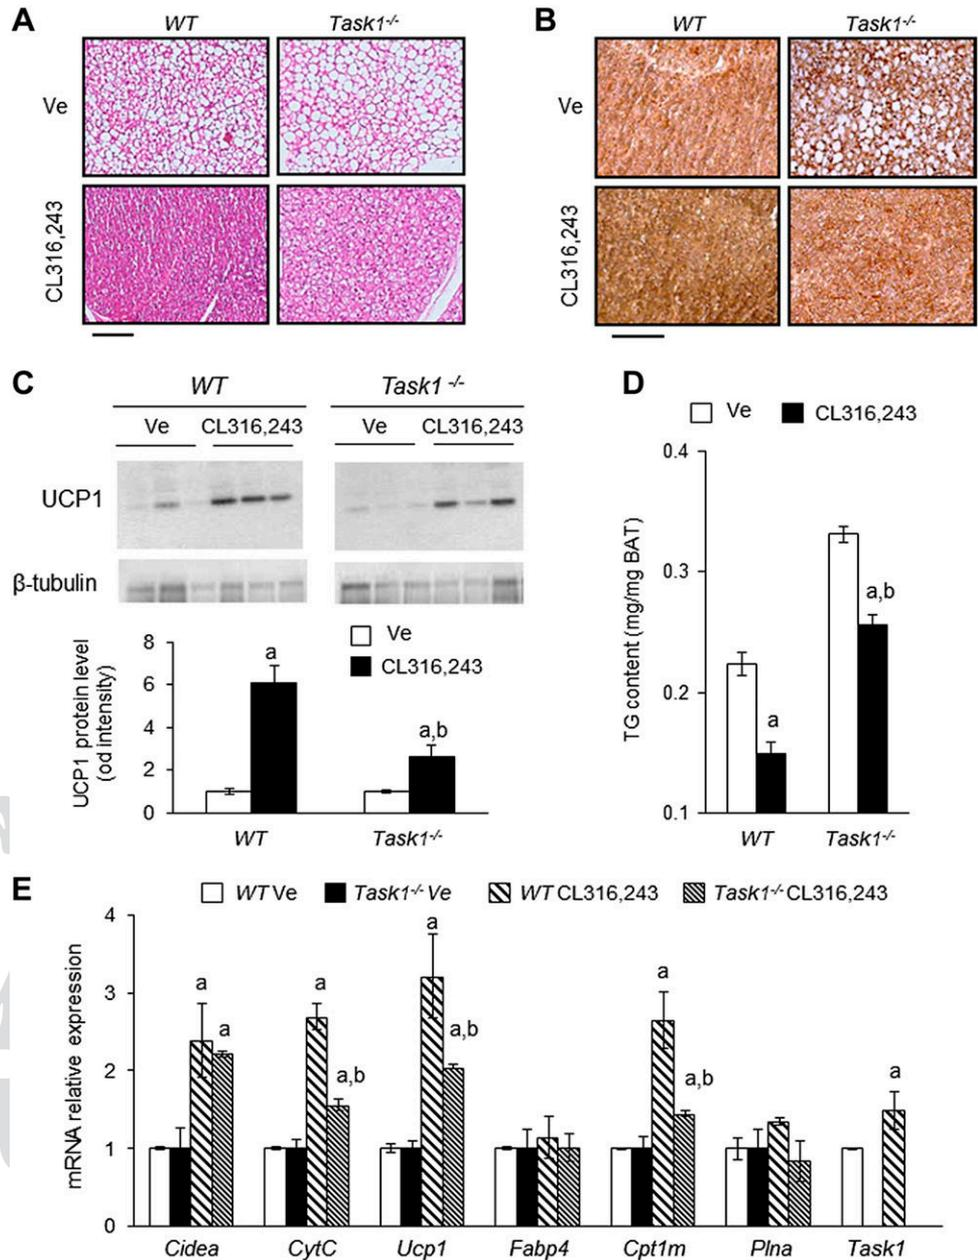 A
WT
Task1-/-
Ve
CL316,243
B
WT
Task1-/-
Ve
CL316,243
C
WT
Task1 -/-
Ve
CL316,243
Ve
CL316,243
UCP1
β-tubulin
Ve
CL316,243
UCP1 protein level
(od intensity)
8
6
4
2
0
a
a,b
WT
Task1-/-
D
Ve
CL316,243
TG content (mg/mg BAT)
0.4
0.3
0.2
0.1
a
a,b
WT
Task1-/-
E
WT Ve
Task1-/- Ve
WT CL316,243
Task1-/- CL316,243
mRNA relative expression
4
3
2
1
0
a
a
a
a,b
a
a,b
a
a,b
a
Cidea
CytC
Ucp1
Fabp4
Cpt1m
Plna
Task1